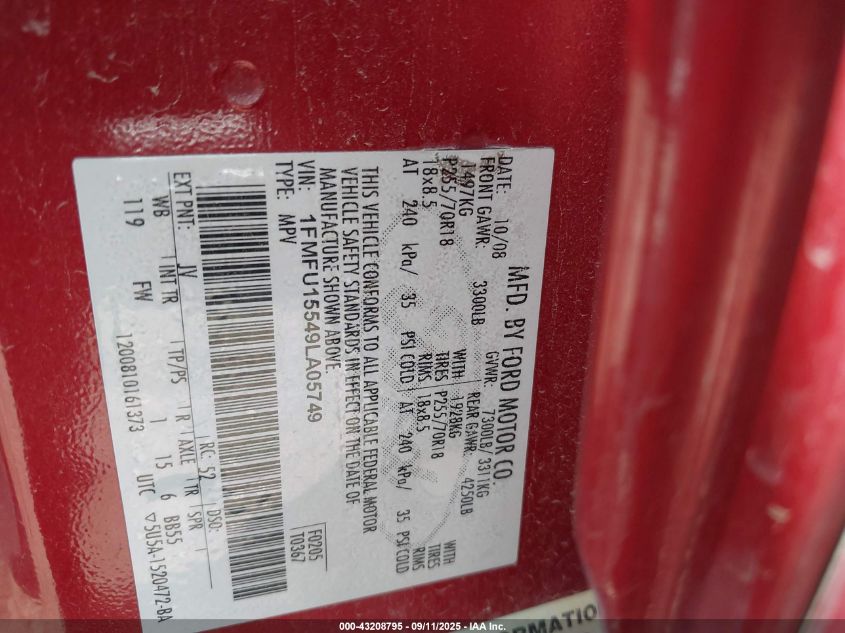 MFD. BY FORD MOTOR CO.
DATE: 10/08 GVWR: 7300LB/ 3311KG
FRONT GAWR: 3300LB REAR GAWR: 4250LB
1497KG WITH 1928KG WITH
P255/70R18 TIRES P255/70R18 TIRES
18x8.5 RIMS 18x8.5 RIMS
AT 240 kPa/ 35 PSI COLD AT 240 kPa/ 35 PSI COLD
THIS VEHICLE CONFORMS TO ALL APPLICABLE FEDERAL MOTOR
VEHICLE SAFETY STANDARDS IN EFFECT ON THE DATE OF
MANUFACTURE SHOWN ABOVE.
VIN: 1FMFU15549LA05749
TYPE: MPV
F0205
T0367
EXT PNT: JV RC: 52 DSO:
WB INT TR TP/PS R AXLE TR SPR
119 FW 1 15 6 BB55
1200810161373 UTC ▽5U5A-1520472-BA
RMATIO
000-43208795 - 09/11/2025 - IAA Inc.